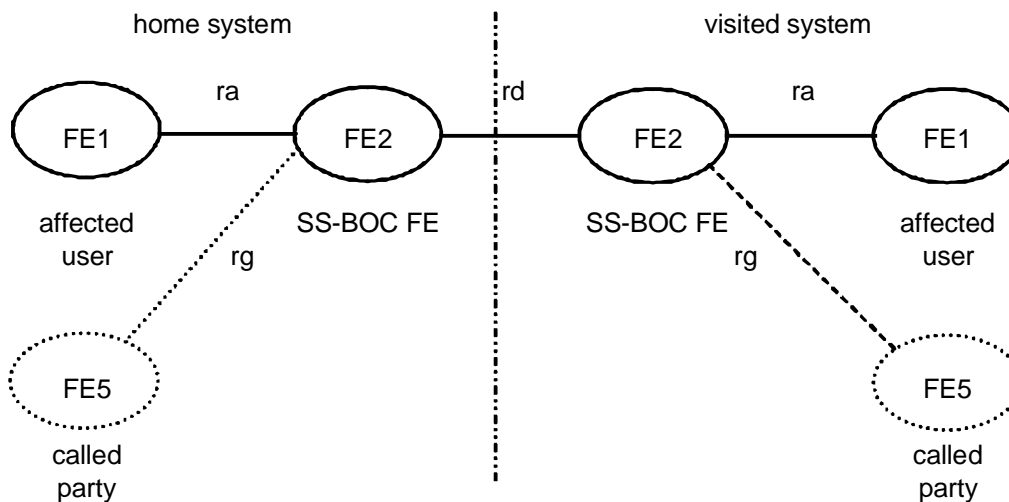 home system
visited system
ra
rd
ra
FE1
FE2
FE2
FE1
affected
user
SS-BOC FE
SS-BOC FE
affected
user
rg
rg
FE5
FE5
called
party
called
party